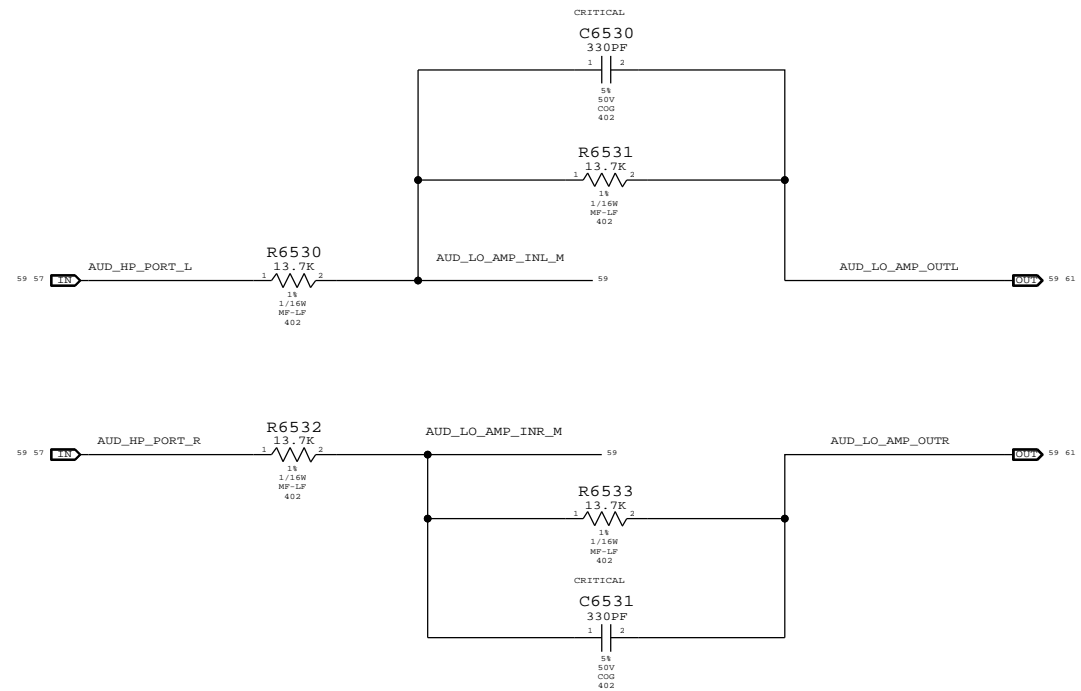 CRITICAL
C6530
330PF
1 2
5%
50V
COG
402
R6531
13.7K
1 2
1%
1/16W
MF-LF
402
59 57 IN AUD_HP_PORT_L
R6530
13.7K
1 2
1%
1/16W
MF-LF
402
AUD_LO_AMP_INL_M
59
AUD_LO_AMP_OUTL
OUT 59 61
59 57 IN AUD_HP_PORT_R
R6532
13.7K
1 2
1%
1/16W
MF-LF
402
AUD_LO_AMP_INR_M
59
AUD_LO_AMP_OUTR
OUT 59 61
R6533
13.7K
1 2
1%
1/16W
MF-LF
402
CRITICAL
C6531
330PF
1 2
5%
50V
COG
402